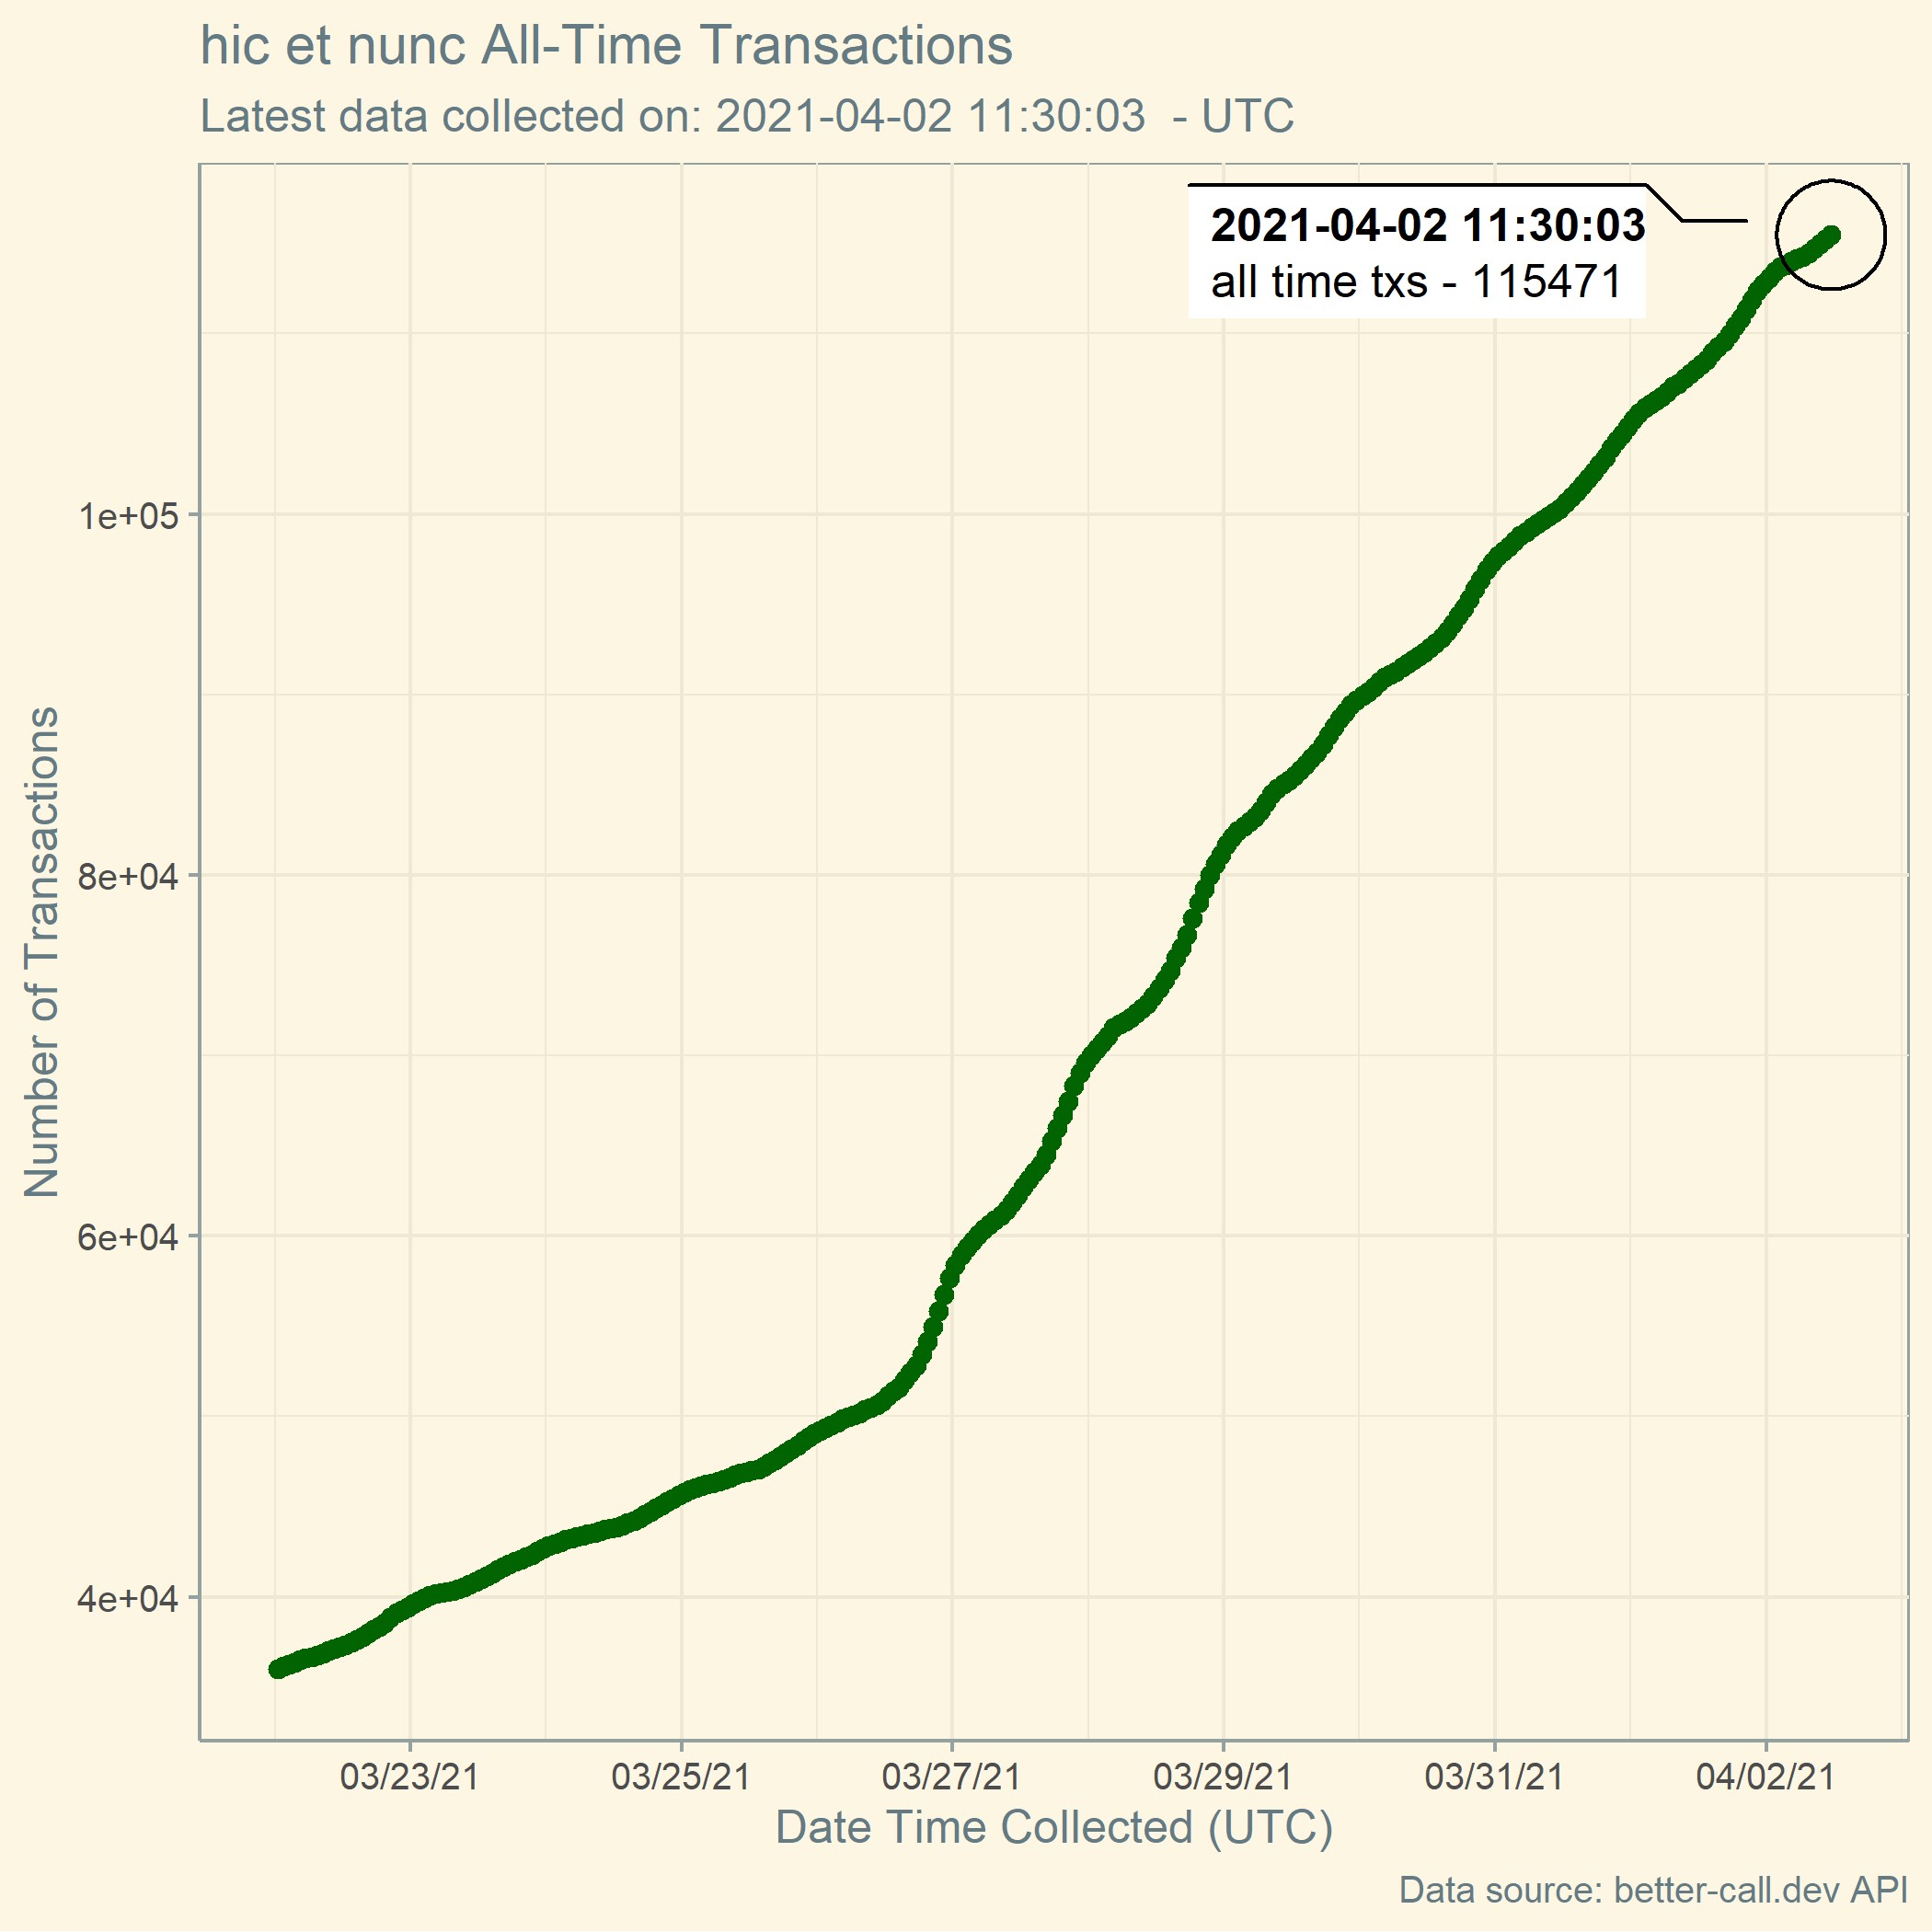 hic et nunc All-Time Transactions
Latest data collected on: 2021-04-02 11:30:03  - UTC
2021-04-02 11:30:03
all time txs - 115471
Number of Transactions
1e+05
8e+04
6e+04
4e+04
03/23/21
03/25/21
03/27/21
03/29/21
03/31/21
04/02/21
Date Time Collected (UTC)
Data source: better-call.dev API